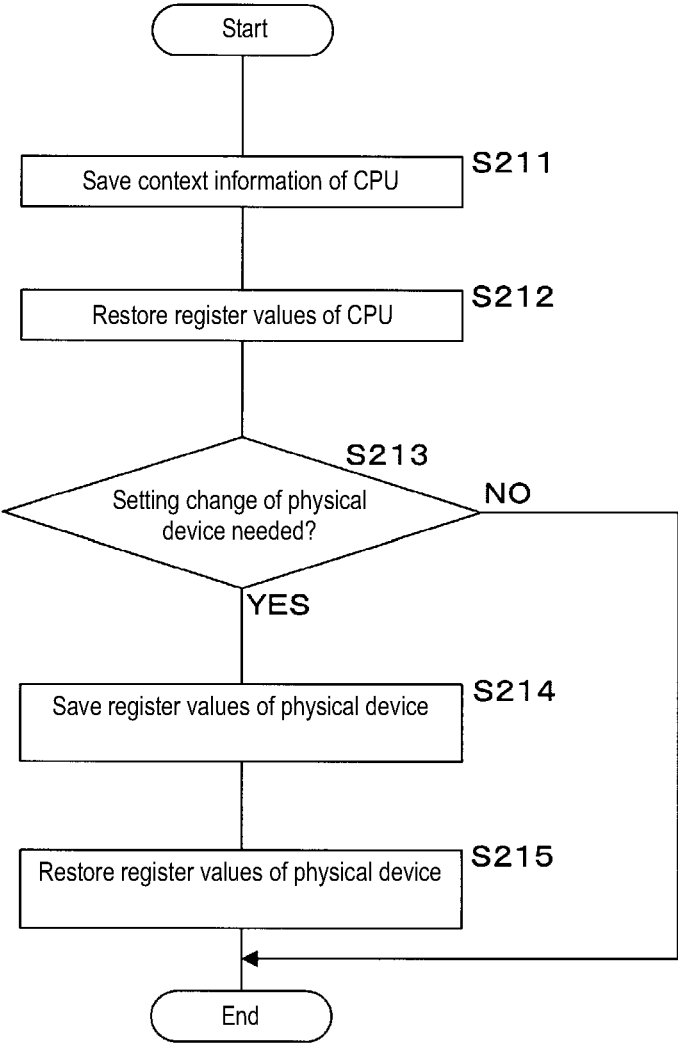 Start
S211
Save context information of CPU
S212
Restore register values of CPU
S213
Setting change of physical
device needed?
NO
YES
S214
Save register values of physical device
S215
Restore register values of physical device
End